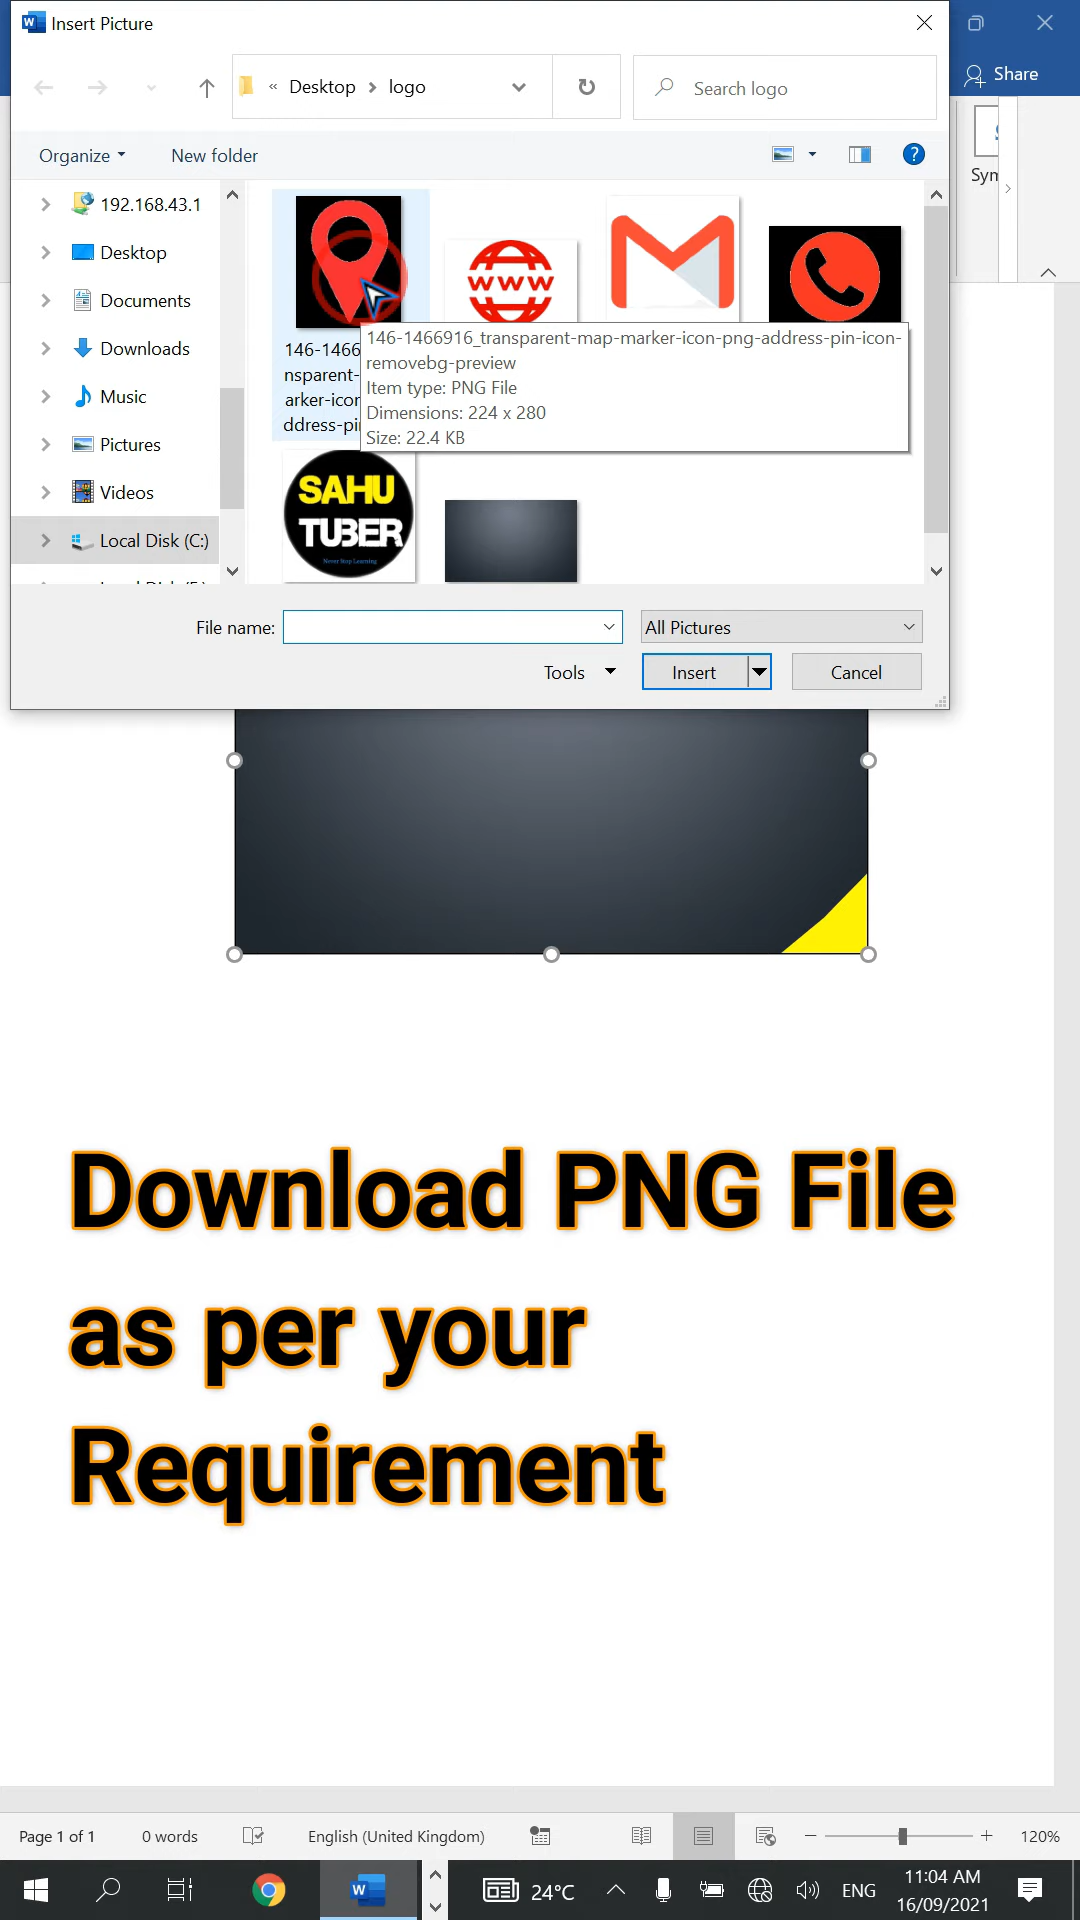 Insert Picture
Share
« Desktop > logo
Search logo
Organize
New folder
Sym
192.168.43.1
Desktop
Documents
Downloads
Music
Pictures
Videos
Local Disk (C:)
WWW
146-1466
nsparent-
arker-icon
ddress-pi
146-1466916_transparent-map-marker-icon-png-address-pin-icon-
removebg-preview
Item type: PNG File
Dimensions: 224 x 280
Size: 22.4 KB
SAHU
TUBER
Never Stop Learning
File name:
All Pictures
Tools
Insert
Cancel
Download PNG File
as per your
Requirement
Page 1 of 1
0 words
English (United Kingdom)
120%
24°C
ENG
11:04 AM
16/09/2021